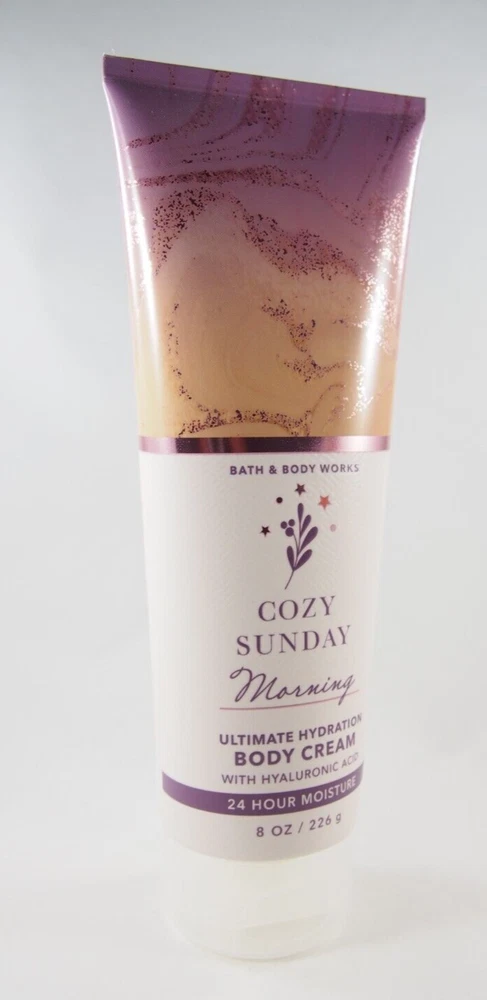 BATH & BODY WORKS
COZY
SUNDAY
Morning
ULTIMATE HYDRATION
BODY CREAM
WITH HYALURONIC ACID
24 HOUR MOISTURE
8 OZ / 226 g